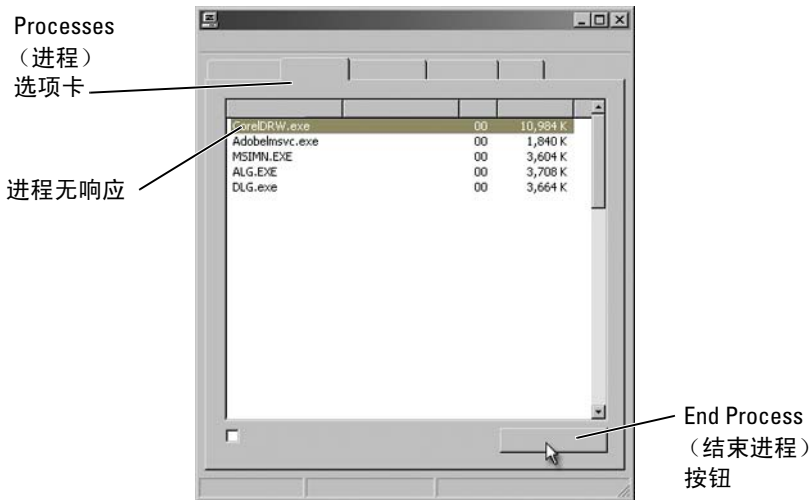 Processes
（进程）
选项卡
CorelDRW.exe 00 10,984 K
Adobelmsvc.exe 00 1,840 K
MSIMN.EXE 00 3,604 K
ALG.EXE 00 3,708 K
DLG.exe 00 3,664 K
进程无响应
End Process
（结束进程）
按钮